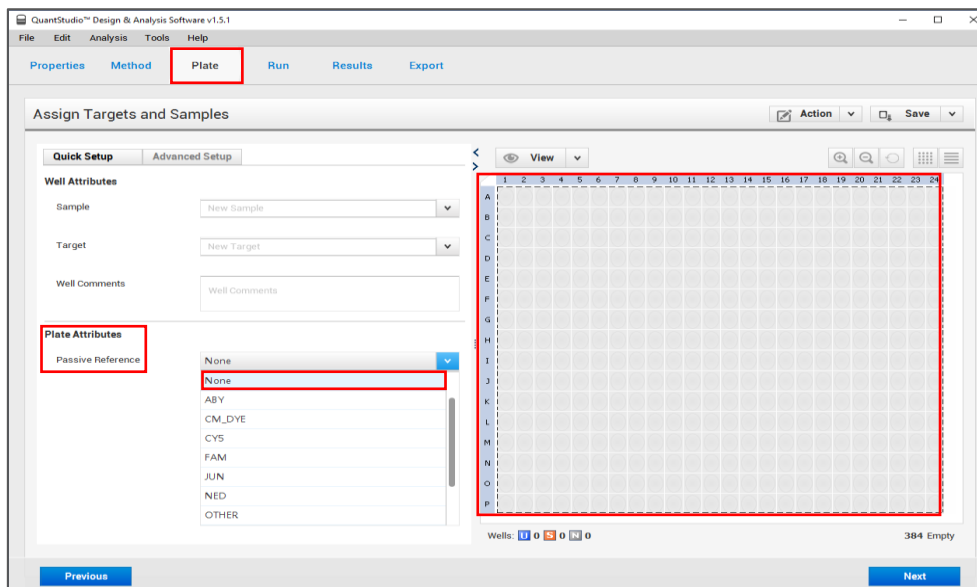 QuantStudio™ Design & Analysis Software v1.5.1
File Edit Analysis Tools Help
Properties Method Plate Run Results Export
Assign Targets and Samples
Action
Save
Quick Setup Advanced Setup
View
Well Attributes
Sample New Sample
Target New Target
Well Comments Well Comments
Plate Attributes
Passive Reference None
None
ABY
CM_DYE
CY5
FAM
JUN
NED
OTHER
1 2 3 4 5 6 7 8 9 10 11 12 13 14 15 16 17 18 19 20 21 22 23 24
A
B
C
D
E
F
G
H
I
J
K
L
M
N
O
P
Wells: U 0 S 0 N 0
384 Empty
Previous
Next